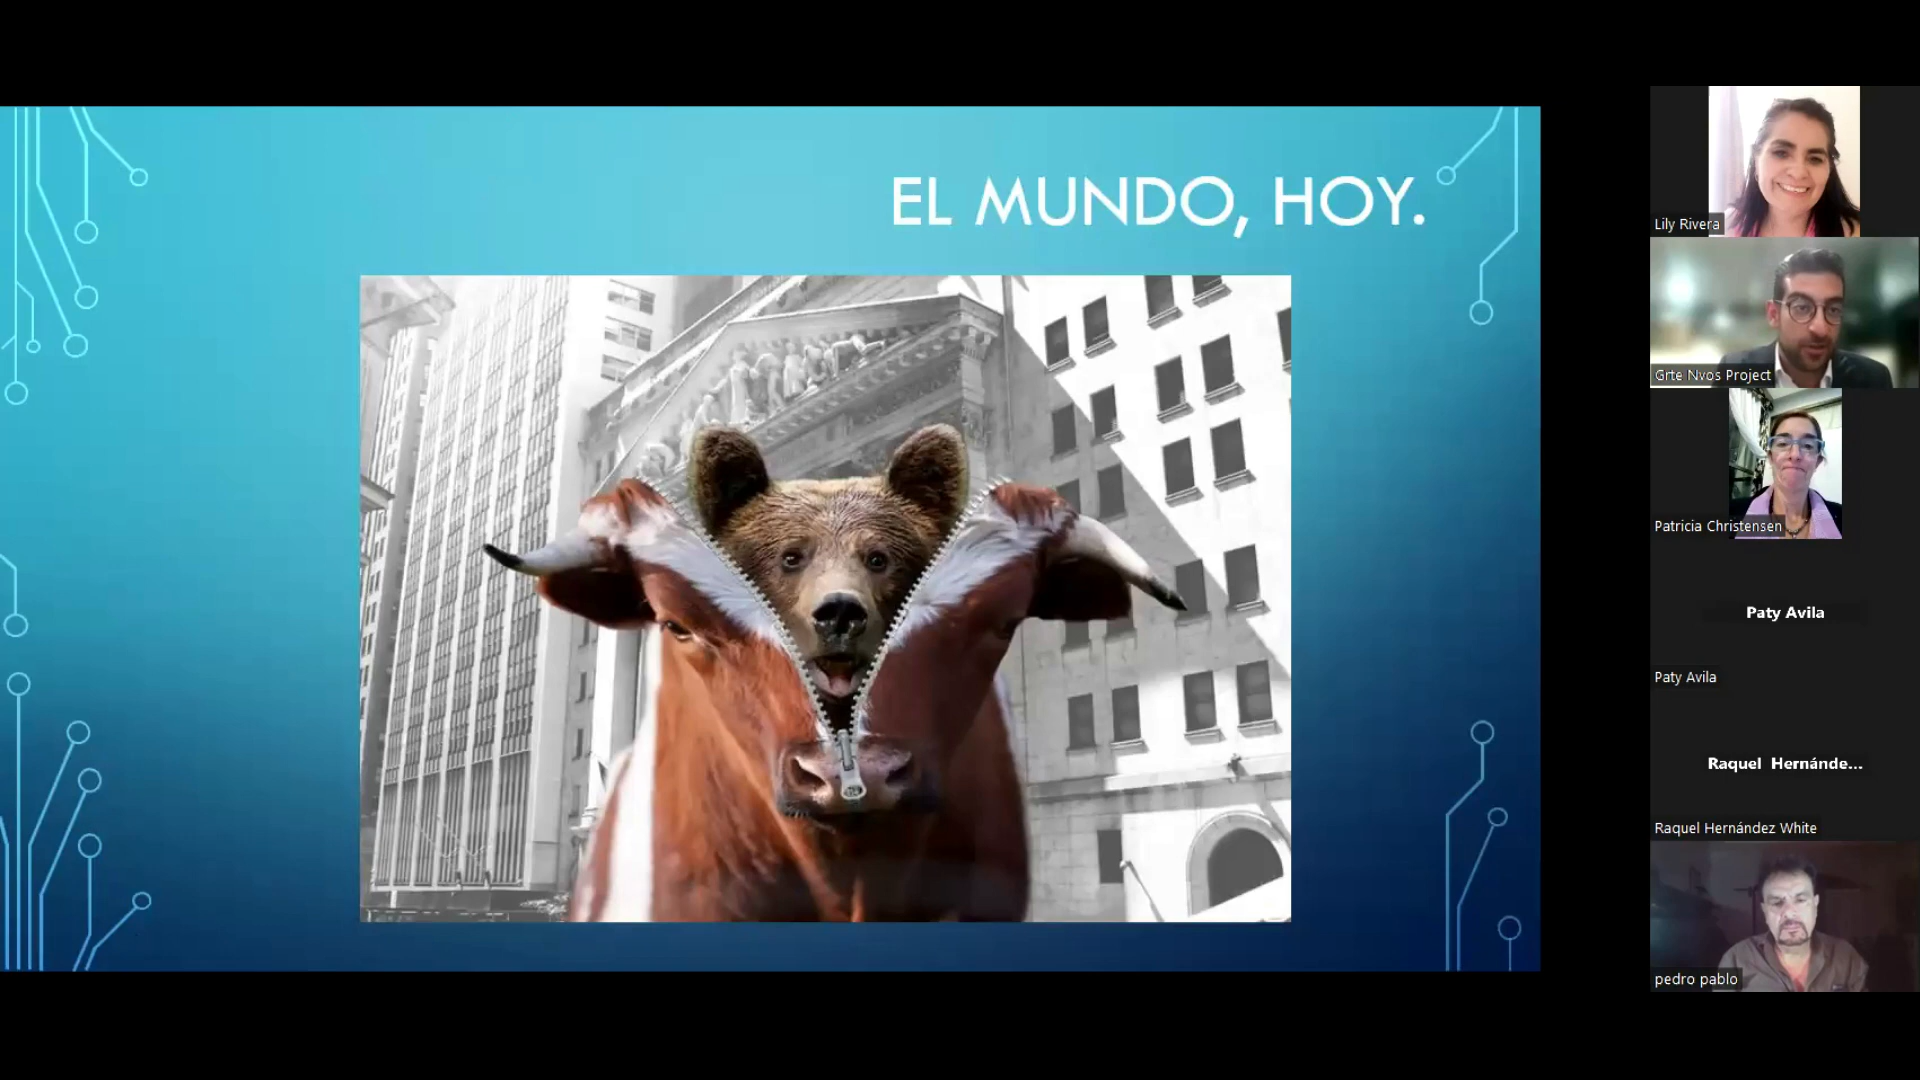 EL MUNDO, HOY.
Lily Rivera
Grte Nvos Project
Patricia Christensen
Paty Avila
Paty Avila
Raquel Hernánde...
Raquel Hernández White
pedro pablo